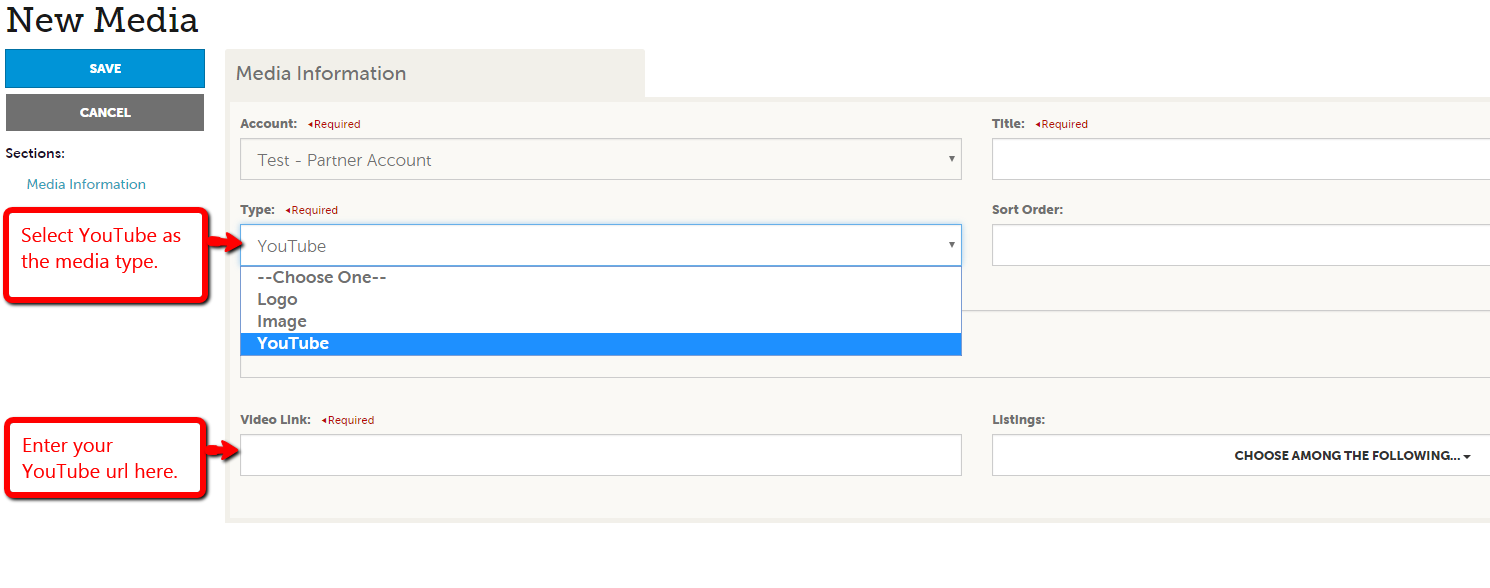 New Media
SAVE
CANCEL
Sections:
Media Information
Select YouTube as
the media type.
Enter your
YouTube url here.
Media Information
Account: ◂Required
Test - Partner Account
Title: ◂Required
Type: ◂Required
YouTube
--Choose One--
Logo
Image
YouTube
Sort Order:
Video Link: ◂Required
Listings:
CHOOSE AMONG THE FOLLOWING...